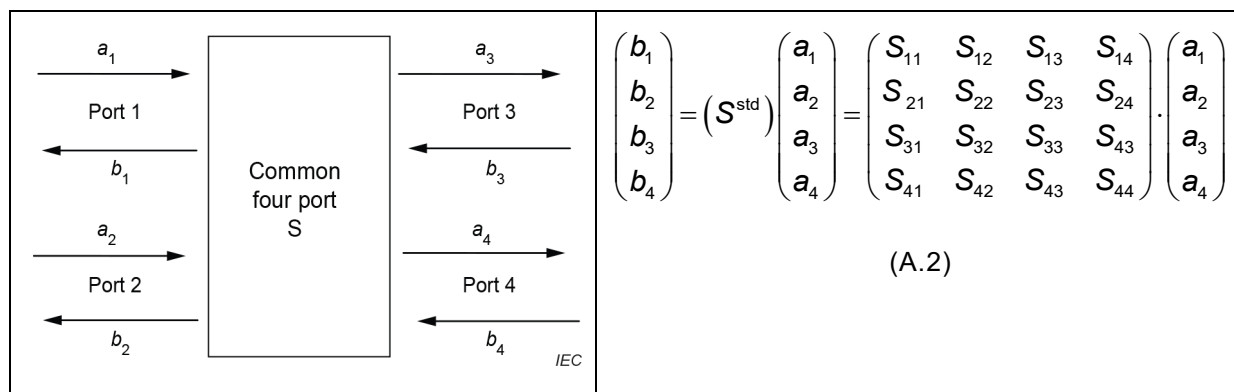 a₁
Port 1
b₁
a₂
Port 2
b₂
Common
four port
S
a₃
Port 3
b₃
a₄
Port 4
b₄
IEC
(b₁ b₂ b₃ b₄) = (S^std) (a₁ a₂ a₃ a₄) = (S₁₁ S₁₂ S₁₃ S₁₄
S₂₁ S₂₂ S₂₃ S₂₄
S₃₁ S₃₂ S₃₃ S₄₃
S₄₁ S₄₂ S₄₃ S₄₄) · (a₁ a₂ a₃ a₄)
(A.2)